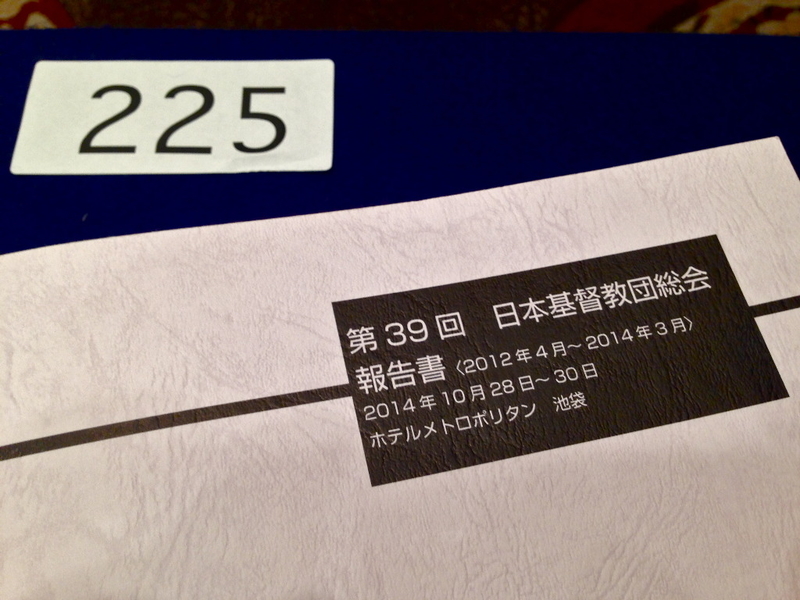 225
第39回 日本基督教団総会
報告書〈2012年4月~2014年3月〉
2014年10月28日~30日
ホテルメトロポリタン 池袋